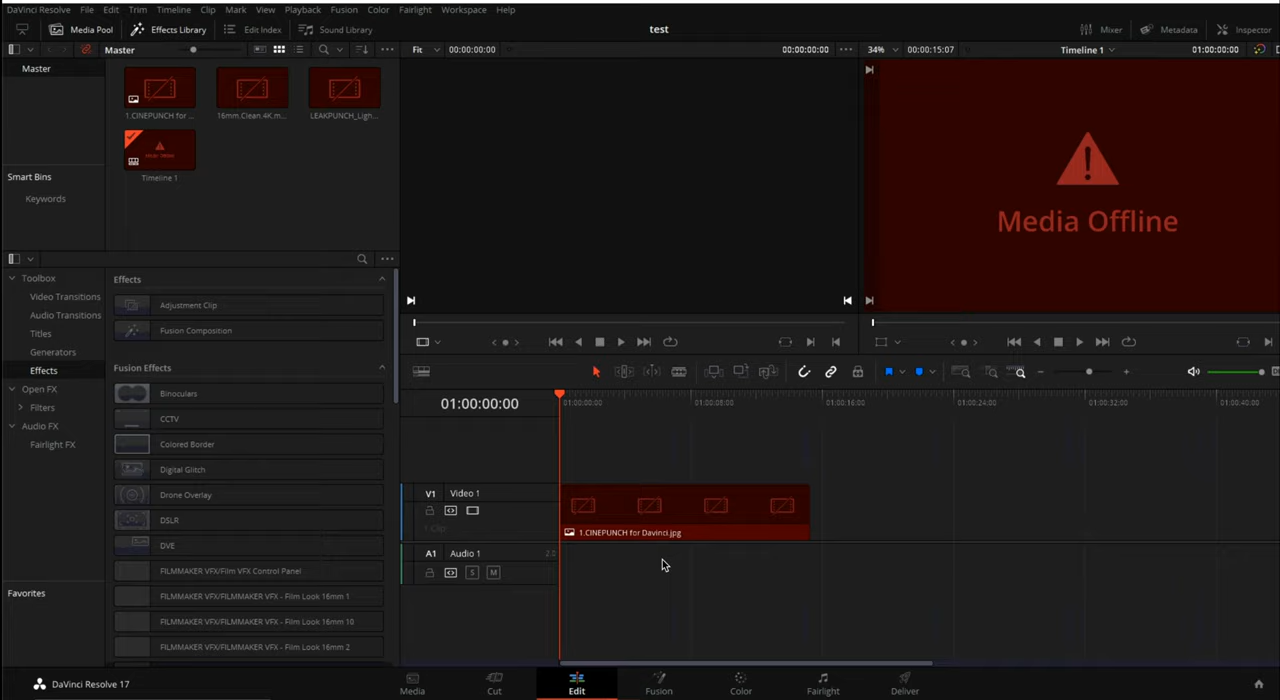 DaVinci Resolve File Edit Trim Timeline Clip Mark View Playback Fusion Color Fairlight Workspace Help
Media Pool Effects Library Edit Index Sound Library test Mixer Metadata Inspector
Master Fit 00:00:00:00 00:00:00:00 34% 00:00:15:07 Timeline 1 01:00:00:00
Master
1.CINEPUNCH for ... 16mm.Clean.4K.m... LEAKPUNCH_Ligh...
Timeline 1
Smart Bins
Keywords
Media Offline
Toolbox
Video Transitions
Audio Transitions
Titles
Generators
Effects
Open FX
Filters
Audio FX
Fairlight FX
Favorites
Effects
Adjustment Clip
Fusion Composition
Fusion Effects
Binoculars
CCTV
Colored Border
Digital Glitch
Drone Overlay
DSLR
DVE
FILMMAKER VFX/Film VFX Control Panel
FILMMAKER VFX/FILMMAKER VFX - Film Look 16mm 1
FILMMAKER VFX/FILMMAKER VFX - Film Look 16mm 10
FILMMAKER VFX/FILMMAKER VFX - Film Look 16mm 2
01:00:00:00 01:00:00:00 01:00:08:00 01:00:16:00 01:00:24:00 01:00:32:00 01:00:40:00
V1 Video 1
1 Clip
1.CINEPUNCH for Davinci.jpg
A1 Audio 1 2.0
S M
DaVinci Resolve 17 Media Cut Edit Fusion Color Fairlight Deliver